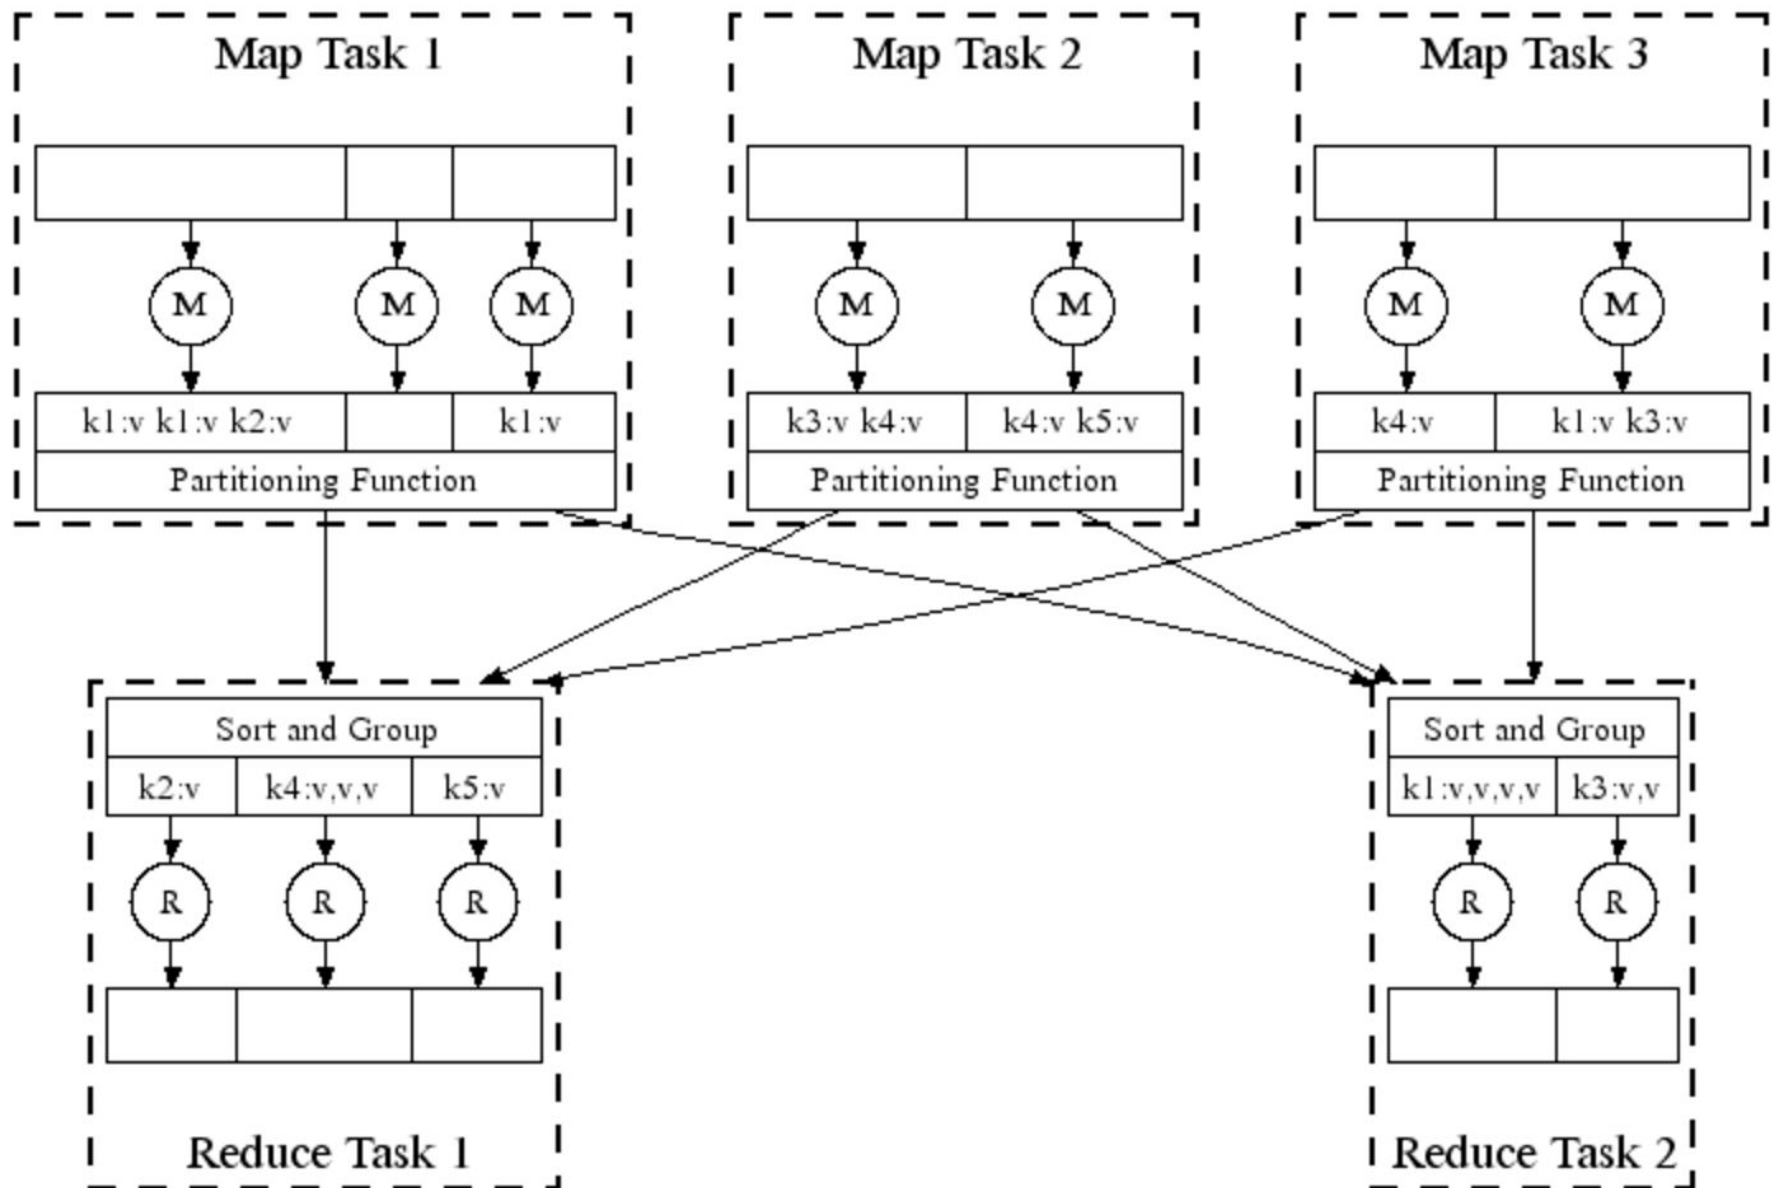 Map Task 1
Map Task 2
Map Task 3
M
M
M
M
M
M
M
k1:v k1:v k2:v
k1:v
k3:v k4:v
k4:v k5:v
k4:v
k1:v k3:v
Partitioning Function
Partitioning Function
Partitioning Function
Sort and Group
Sort and Group
k2:v
k4:v,v,v
k5:v
k1:v,v,v,v
k3:v,v
R
R
R
R
R
Reduce Task 1
Reduce Task 2